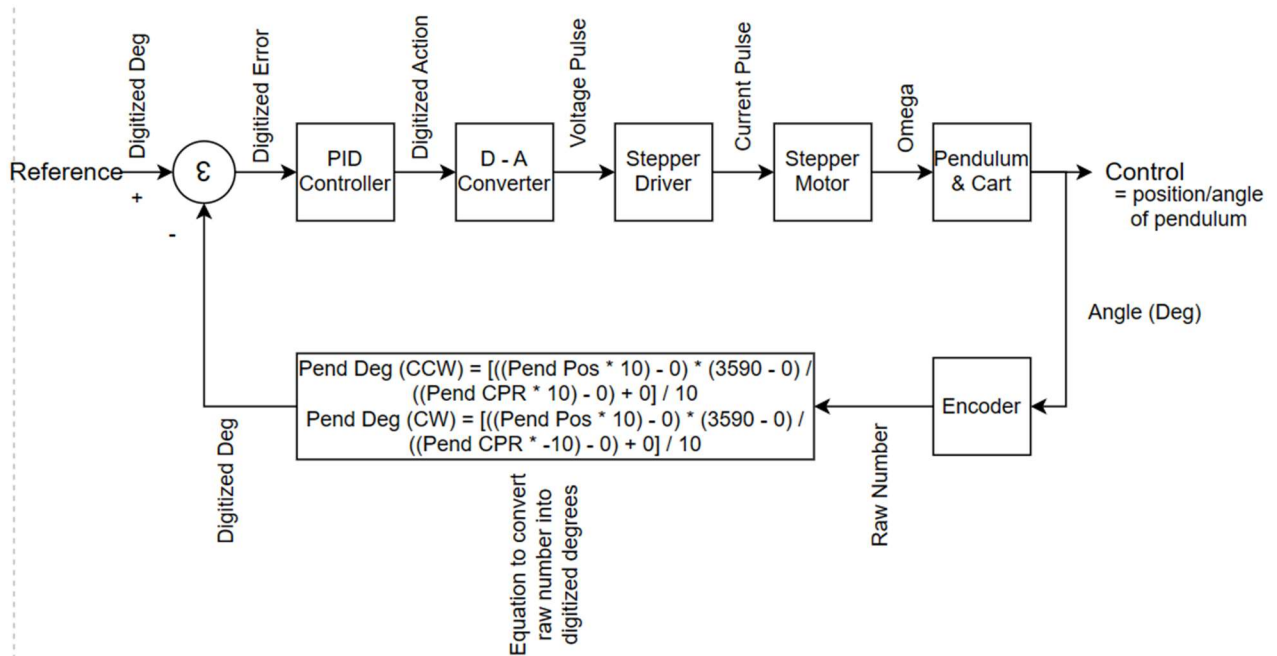 Reference
Digitized Deg
+
-
ε
Digitized Error
PID
Controller
Digitized Action
D - A
Converter
Voltage Pulse
Stepper
Driver
Current Pulse
Stepper
Motor
Omega
Pendulum
& Cart
Control
= position/angle
of pendulum
Angle (Deg)
Encoder
Raw Number
Pend Deg (CCW) = [((Pend Pos * 10) - 0) * (3590 - 0) /
((Pend CPR * 10) - 0) + 0] / 10
Pend Deg (CW) = [((Pend Pos * 10) - 0) * (3590 - 0) /
((Pend CPR * -10) - 0) + 0] / 10
Equation to convert
raw number into
digitized degrees
Digitized Deg